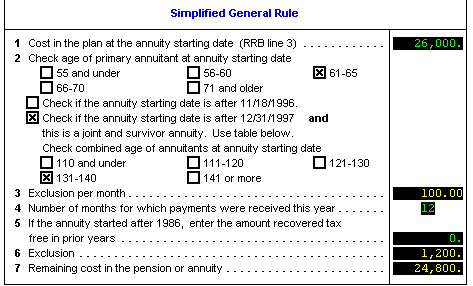 Simplified General Rule
1 Cost in the plan at the annuity starting date (RRB line 3) . . . . . . . . . . . . 26,000.
2 Check age of primary annuitant at annuity starting date
55 and under 56-60 61-65
66-70 71 and older
Check if the annuity starting date is after 11/18/1996.
Check if the annuity starting date is after 12/31/1997 and
this is a joint and survivor annuity. Use table below.
Check combined age of annuitants at annuity starting date
110 and under 111-120 121-130
131-140 141 or more
3 Exclusion per month . . . . . . . . . . . . . . . . . . . . . . . . . . . . . . . . . 100.00
4 Number of months for which payments were received this year . . . . . . . 12
5 If the annuity started after 1986, enter the amount recovered tax
free in prior years . . . . . . . . . . . . . . . . . . . . . . . . . . . . . . . . . . 0.
6 Exclusion . . . . . . . . . . . . . . . . . . . . . . . . . . . . . . . . . . . . . . . 1,200.
7 Remaining cost in the pension or annuity . . . . . . . . . . . . . . . . . . . . 24,800.